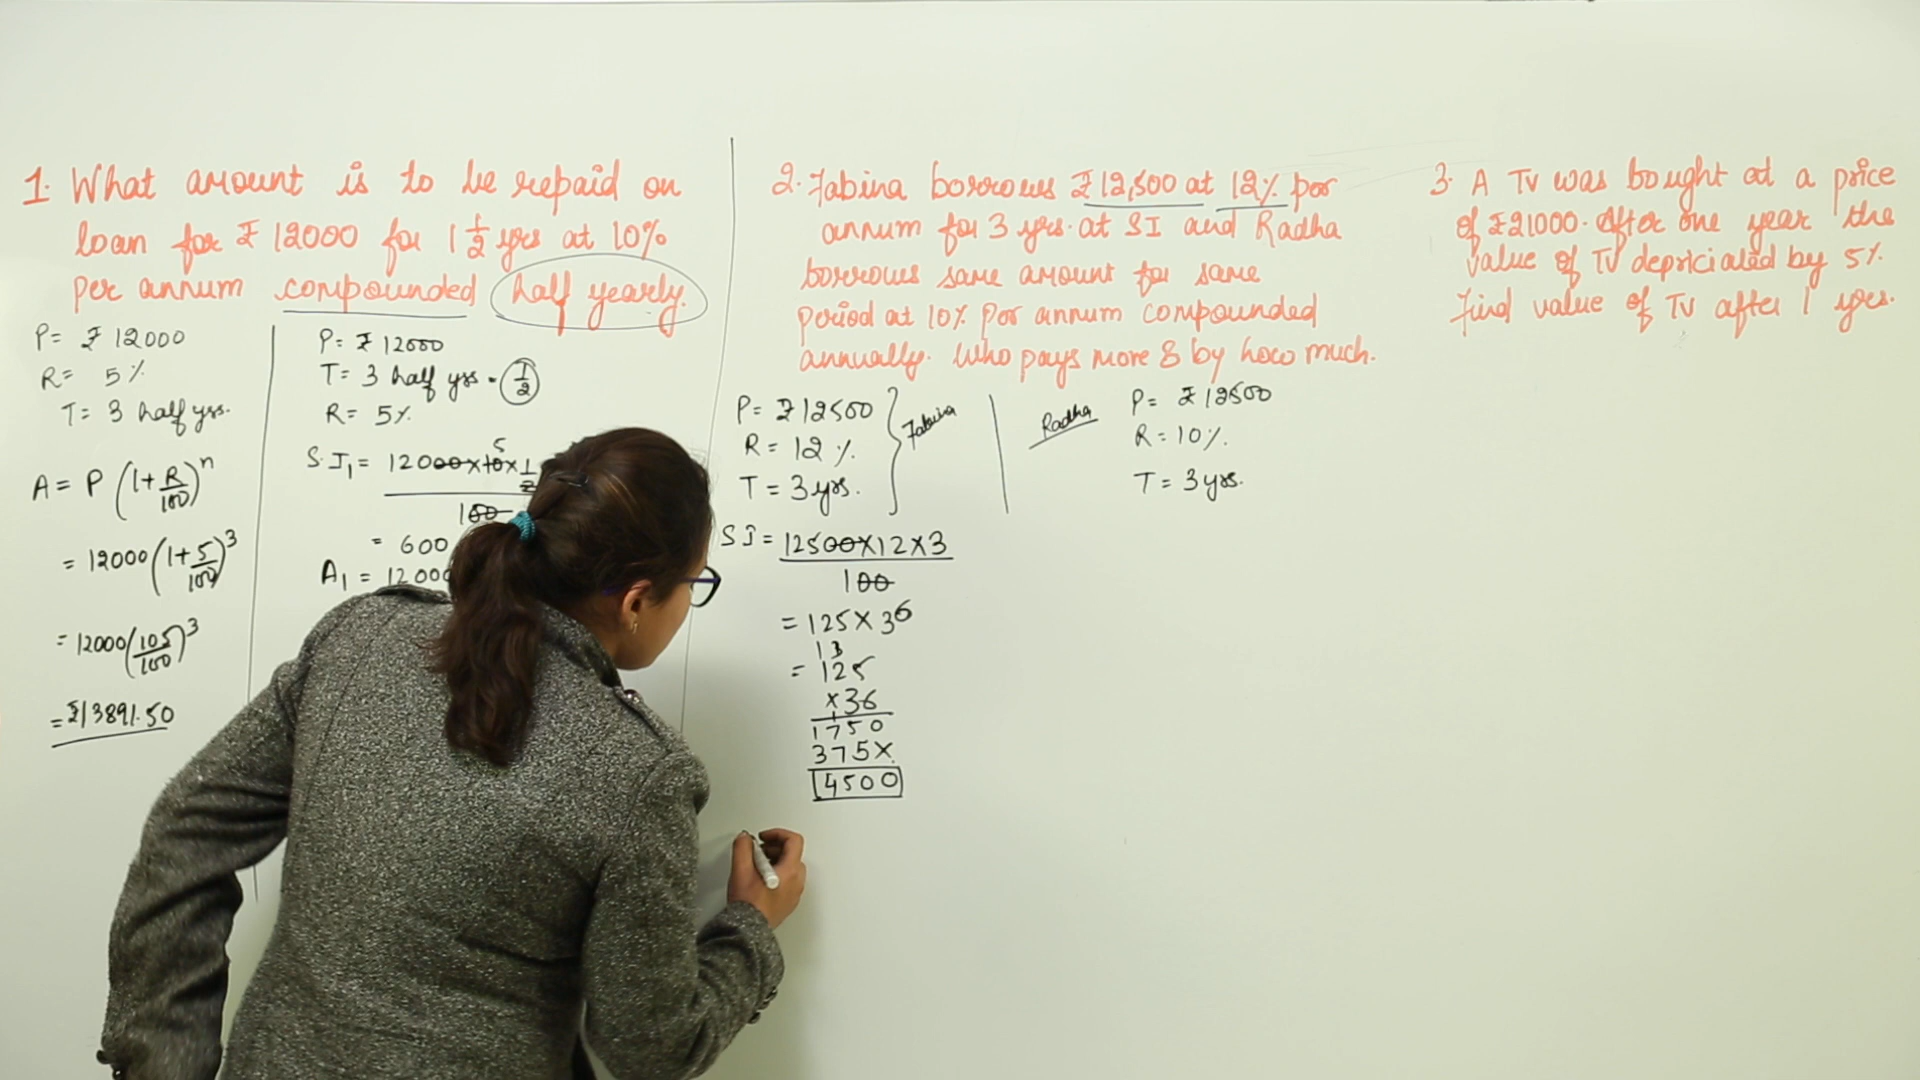 1. What amount is to be repaid on
loan for ₹ 12000 for 1 1/2 yrs at 10%
per annum compounded half yearly.
P= ₹ 12000
R= 5%
T= 3 half yrs.
A= P (1+R/100)^n
= 12000(1+5/100)^3
= 12000(105/100)^3
= ₹13891.50
P= ₹ 12000
T= 3 half yrs - 1/2
R= 5%
5
S.I₁= 12000×10×1/2
100
= 600
A₁ = 12000
2. Fabina borrows ₹12,500 at 12% per
annum for 3 yrs. at SI and Radha
borrows same amount for same
period at 10% per annum compounded
annually. Who pays more & by how much.
P= ₹12500
R= 12%.
T= 3yrs.
Fabina
SI= 12500×12×3
100
= 125×36
13
= 125
×36
1750
375×
4500
Radha
P= ₹12500
R=10%.
T= 3yrs.
3. A TV was bought at a price
of ₹21000. After one year the
value of TV depriciated by 5%.
find value of TV after 1 yrs.